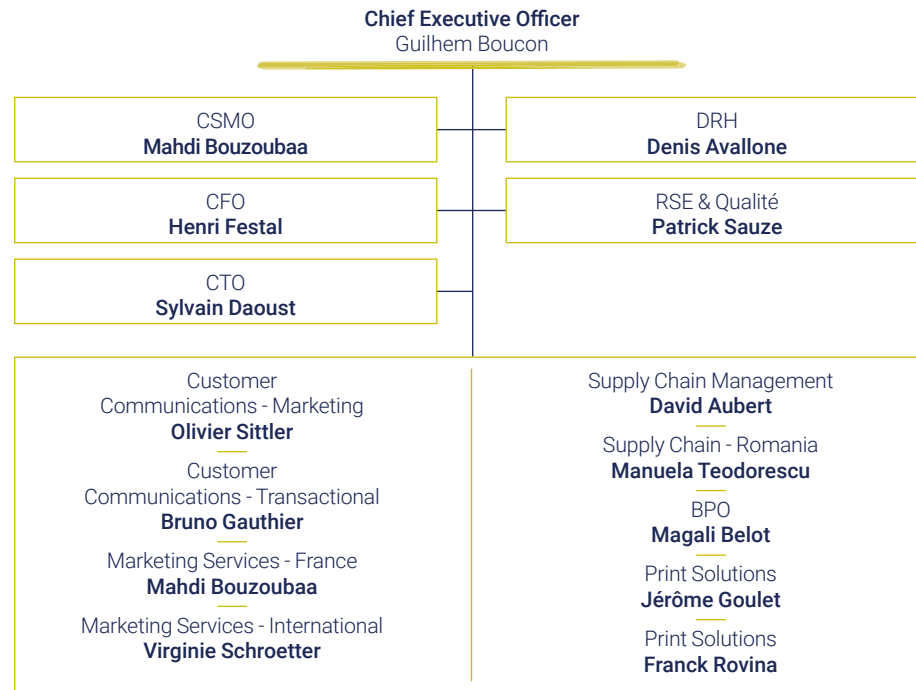 Chief Executive Officer
Guilhem Boucon
CSMO
Mahdi Bouzoubaa
DRH
Denis Avallone
CFO
Henri Festal
RSE & Qualité
Patrick Sauze
CTO
Sylvain Daoust
Customer
Communications - Marketing
Olivier Sittler
Customer
Communications - Transactional
Bruno Gauthier
Marketing Services - France
Mahdi Bouzoubaa
Marketing Services - International
Virginie Schroetter
Supply Chain Management
David Aubert
Supply Chain - Romania
Manuela Teodorescu
BPO
Magali Belot
Print Solutions
Jérôme Goulet
Print Solutions
Franck Rovina